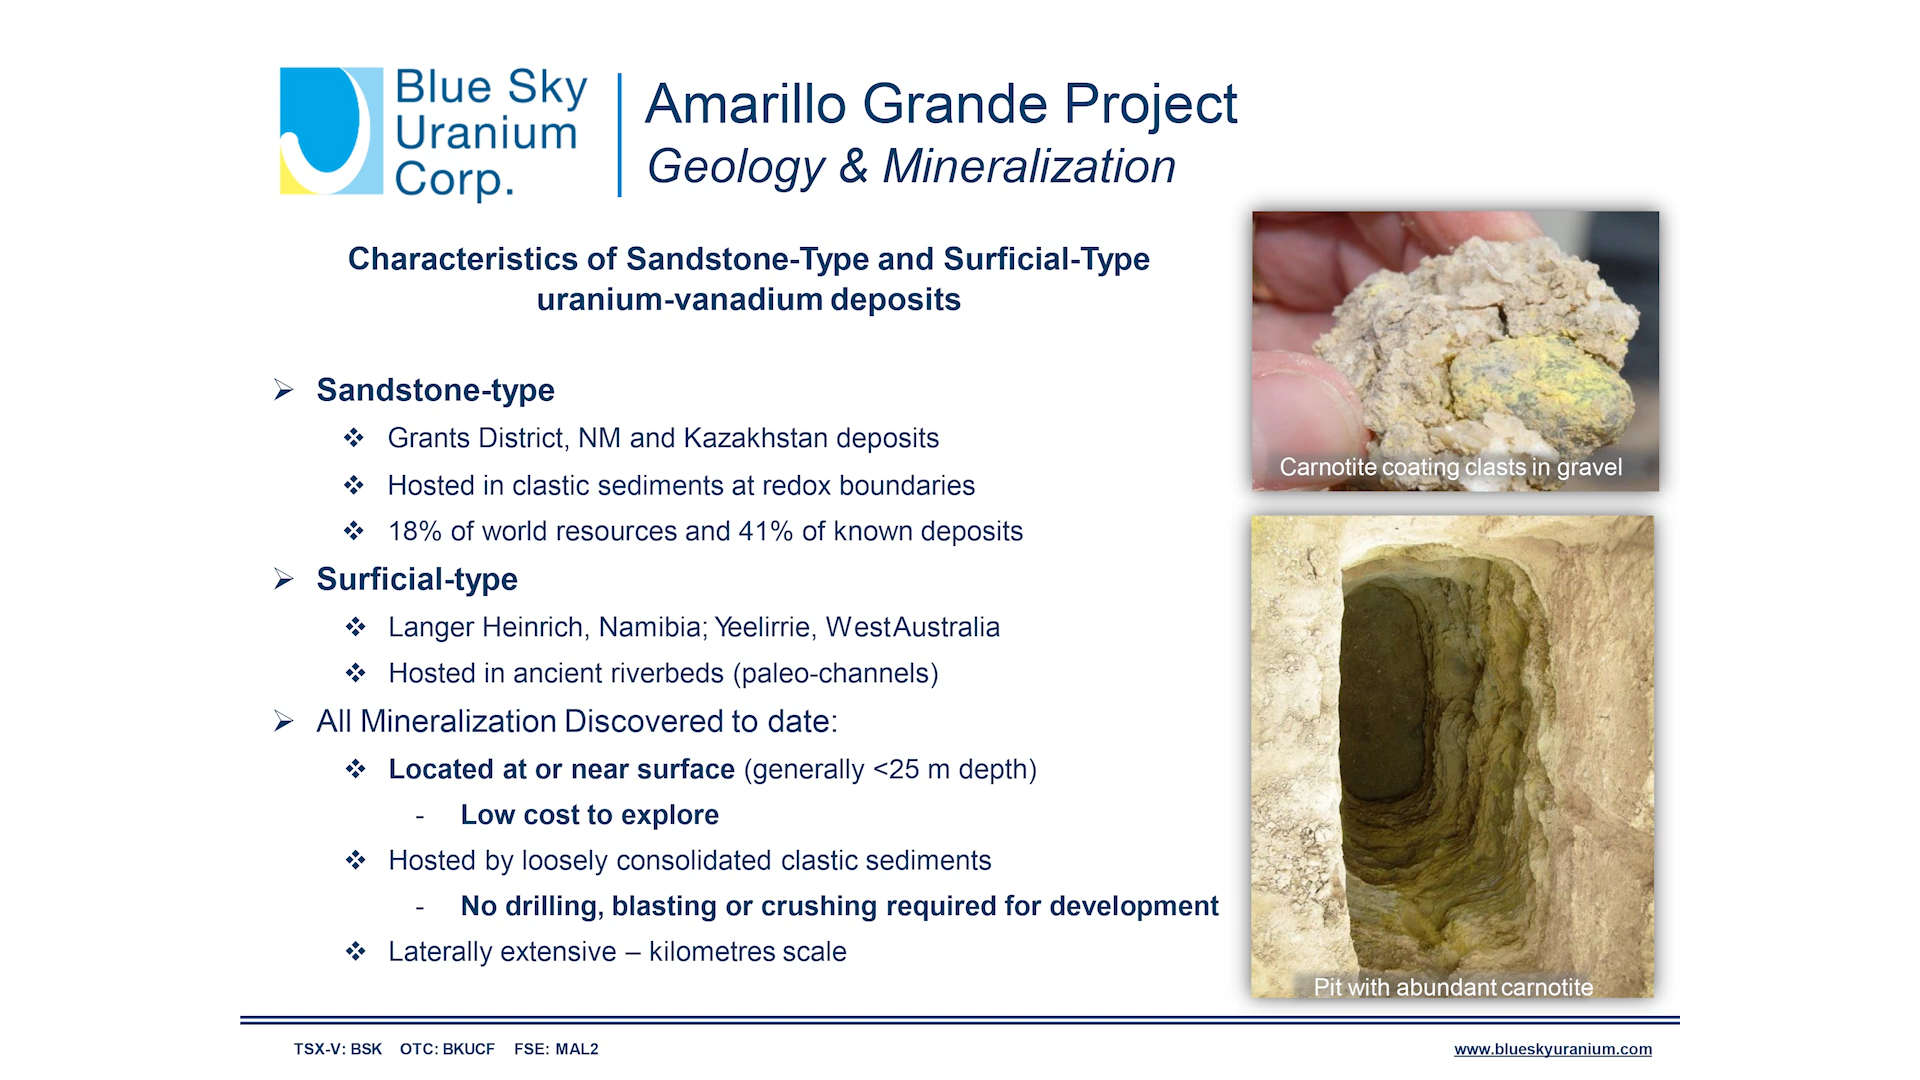 Blue Sky
Uranium
Corp.
Amarillo Grande Project
Geology & Mineralization
Characteristics of Sandstone-Type and Surficial-Type
uranium-vanadium deposits
Sandstone-type
Grants District, NM and Kazakhstan deposits
Hosted in clastic sediments at redox boundaries
18% of world resources and 41% of known deposits
Surficial-type
Langer Heinrich, Namibia; Yeelirrie, West Australia
Hosted in ancient riverbeds (paleo-channels)
All Mineralization Discovered to date:
Located at or near surface (generally <25 m depth)
- Low cost to explore
Hosted by loosely consolidated clastic sediments
- No drilling, blasting or crushing required for development
Laterally extensive – kilometres scale
Carnotite coating clasts in gravel
Pit with abundant carnotite
TSX-V: BSK OTC: BKUCF FSE: MAL2
www.blueskyuranium.com